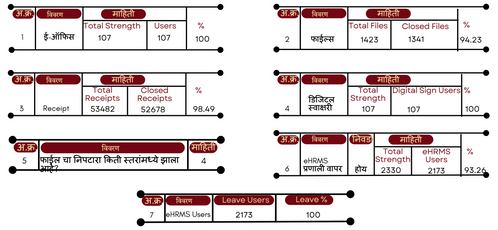 अ.क्र विवरण माहिती
Total Strength Users %
1 ई-ऑफिस 107 107 100
अ.क्र विवरण माहिती
Total Files Closed Files %
2 फाईल्स 1423 1341 94.23
अ.क्र विवरण माहिती
Total Receipts Closed Receipts %
3 Receipt 53482 52678 98.49
अ.क्र विवरण माहिती
Total Strength Digital Sign Users %
4 डिजिटल स्वाक्षरी 107 107 100
अ.क्र विवरण माहिती
5 फाईल चा निपटारा किती स्तरांमध्ये झाला आहे? 4
अ.क्र विवरण निवड माहिती
Total Strength eHRMS Users %
6 eHRMS प्रणाली वापर होय 2330 2173 93.26
अ.क्र विवरण Leave Users Leave %
7 eHRMS Users 2173 100